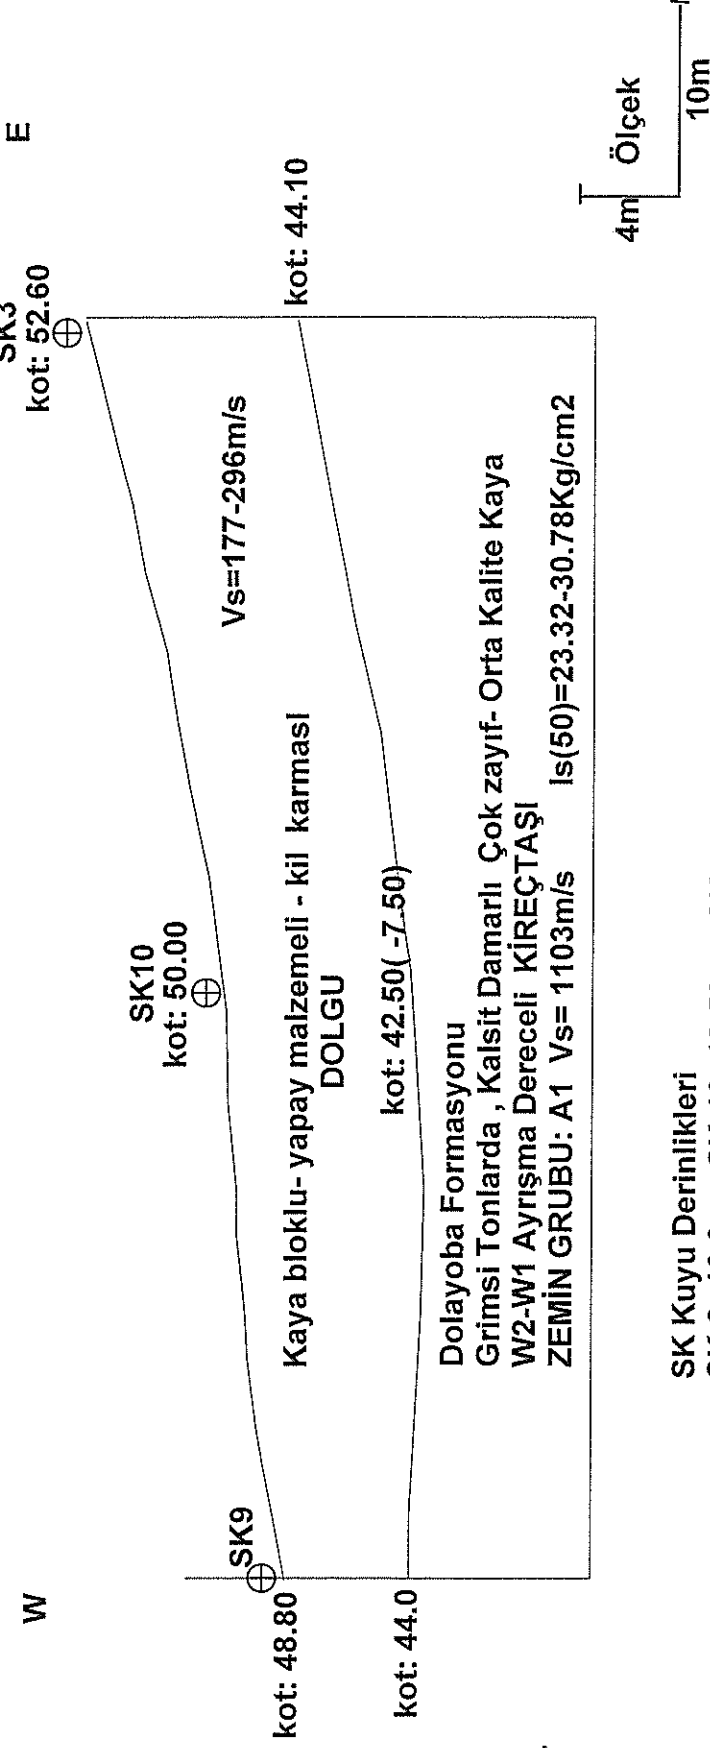 W
E
SK3
kot: 52.60
SK10
kot: 50.00
SK9
kot: 48.80
Vs=177-296m/s
kot: 44.10
Kaya bloklu- yapay malzemeli - kil karması
DOLGU
kot: 42.50( -7.50)
kot: 44.0
Dolayoba Formasyonu
Grimsi Tonlarda , Kalsit Damarlı Çok zayıf- Orta Kalite Kaya
W2-W1 Ayrışma Dereceli KİREÇTAŞI
ZEMİN GRUBU: A1 Vs= 1103m/s Is(50)=23.32-30.78Kg/cm2
4m Ölçek
10m
SK Kuyu Derinlikleri